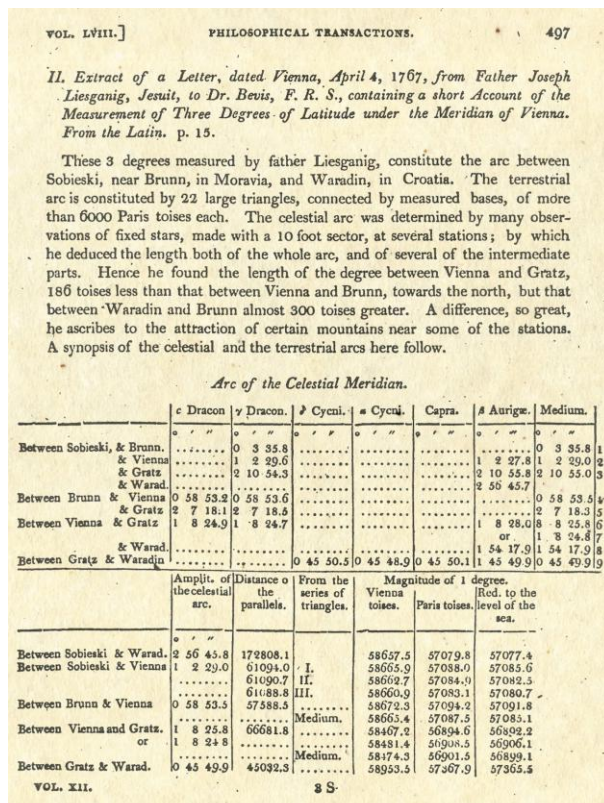 VOL. LVIII.] PHILOSOPHICAL TRANSACTIONS. 497
II. Extract of a Letter, dated Vienna, April 4, 1767, from Father Joseph
Liesganig, Jesuit, to Dr. Bevis, F. R. S., containing a short Account of the
Measurement of Three Degrees of Latitude under the Meridian of Vienna.
From the Latin. p. 15.
These 3 degrees measured by father Liesganig, constitute the arc between
Sobieski, near Brunn, in Moravia, and Waradin, in Croatia. The terrestrial
arc is constituted by 22 large triangles, connected by measured bases, of more
than 6000 Paris toises each. The celestial arc was determined by many obser-
vations of fixed stars, made with a 10 foot sector, at several stations; by which
he deduced the length both of the whole arc, and of several of the intermediate
parts. Hence he found the length of the degree between Vienna and Gratz,
186 toises less than that between Vienna and Brunn, towards the north, but that
between Waradin and Brunn almost 300 toises greater. A difference, so great,
he ascribes to the attraction of certain mountains near some of the stations.
A synopsis of the celestial and the terrestrial arcs here follow.
Arc of the Celestial Meridian.
c Dracon γ Dracon. Cycni. Cycni. Capra. β Aurigæ. Medium.
° ′ ″ ° ′ ″ ° ′ ″ ° ′ ″ ° ′ ″ ° ′ ″ ° ′ ″
Between Sobieski, & Brunn. ........ 0 3 35.8 ........ ........ ........ ........ 0 3 35.8 1
& Vienna ........ 1 2 29.6 ........ ........ ........ 1 2 27.8 1 2 29.0 2
& Gratz ........ 2 10 54.3 ........ ........ ........ 2 10 55.8 2 10 55.0 3
& Warad. ........ ........ ........ ........ ........ 2 56 45.7
Between Brunn & Vienna 0 58 53.2 0 58 53.6 ........ ........ ........ ........ 0 58 53.5 4
& Gratz 2 7 18.1 2 7 18.5 ........ ........ ........ ........ 2 7 18.3 5
Between Vienna & Gratz 1 8 24.9 1 8 24.7 ........ ........ ........ 1 8 28.0 8 8 25.8 6
or 1 8 24.8 7
& Warad. ........ ........ ........ ........ ........ 1 54 17.9 1 54 17.9 8
Between Gratz & Waradin ........ ........ 0 45 50.5 0 45 48.9 0 45 50.1 1 45 49.9 0 45 49.9 9
Amplit. of Distance o From the Magnitude of 1 degree.
the celestial the series of Vienna Red. to the
arc. parallels. triangles. toises. Paris toises. level of the
sea.
° ′ ″
Between Sobieski & Warad. 2 56 45.8 172808.1 58657.5 57079.8 57077.4
Between Sobieski & Vienna 1 2 29.0 61094.0 I. 58665.9 57088.0 57085.6
........ 61090.7 II. 58662.7 57084.9 57082.5
........ 61088.8 III. 58660.9 57083.1 57080.7
Between Brunn & Vienna 0 58 53.5 57588.5 ........ 58672.3 57094.2 57091.8
........ ........ Medium. 58665.4 57087.5 57085.1
Between Vienna and Gratz. 1 8 25.8 66681.8 ........ 58467.2 56894.6 56892.2
or 1 8 24 8 ........ 58481.4 56908.5 56906.1
........ ........ Medium. 58474.3 56901.5 56899.1
Between Gratz & Warad. 0 45 49.9 45032.3 ........ 58953.5 57367.9 57365.5
VOL. XII. 3 S